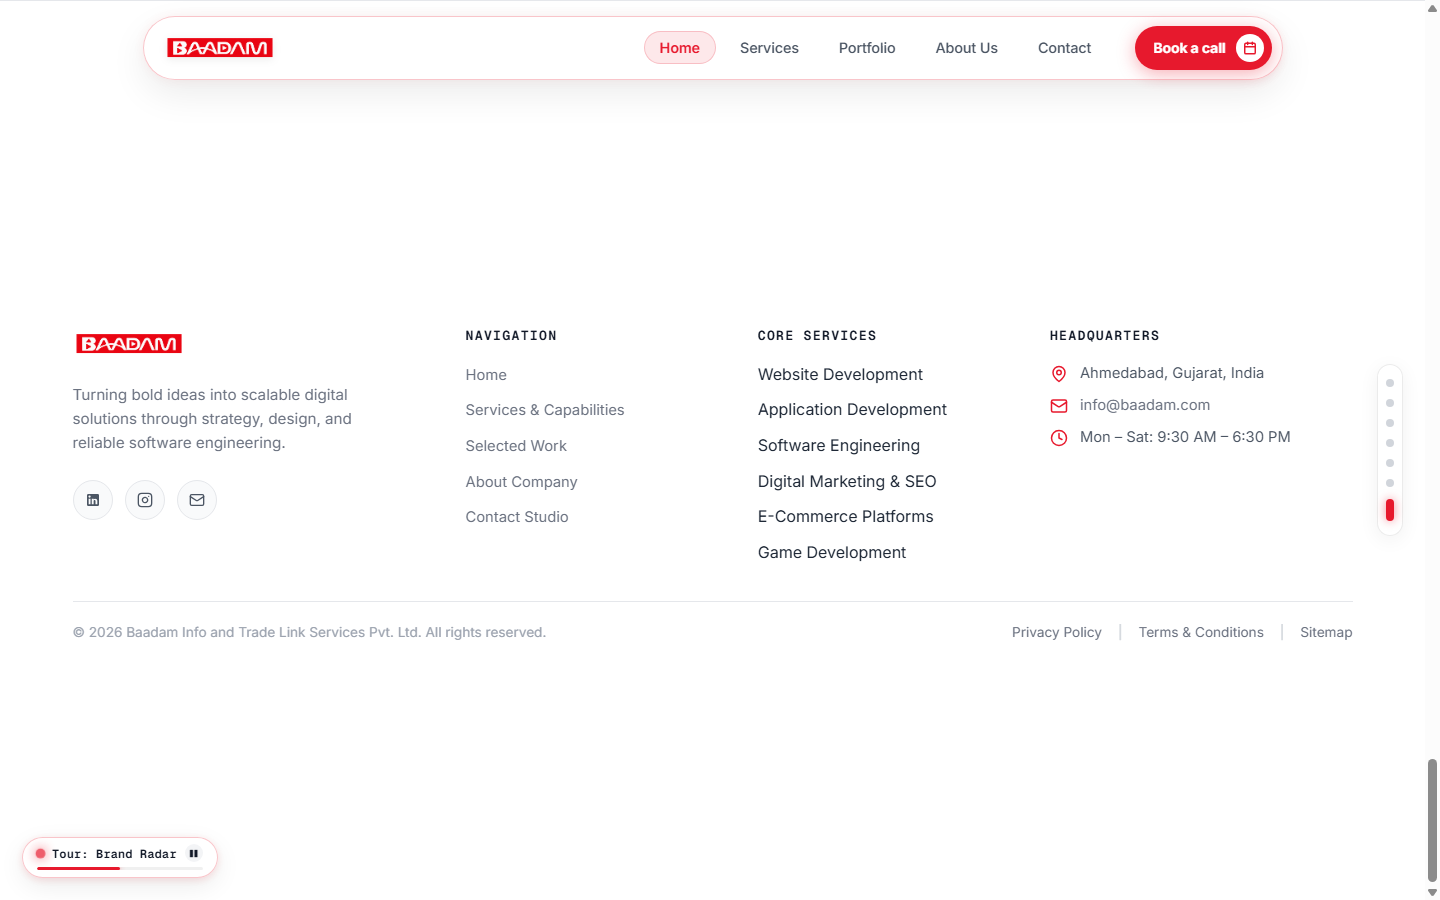 BAADAM
Home
Services
Portfolio
About Us
Contact
Book a call
BAADAM
Turning bold ideas into scalable digital
solutions through strategy, design, and
reliable software engineering.
NAVIGATION
Home
Services & Capabilities
Selected Work
About Company
Contact Studio
CORE SERVICES
Website Development
Application Development
Software Engineering
Digital Marketing & SEO
E-Commerce Platforms
Game Development
HEADQUARTERS
Ahmedabad, Gujarat, India
info@baadam.com
Mon – Sat: 9:30 AM – 6:30 PM
© 2026 Baadam Info and Trade Link Services Pvt. Ltd. All rights reserved.
Privacy Policy
Terms & Conditions
Sitemap
Tour: Brand Radar